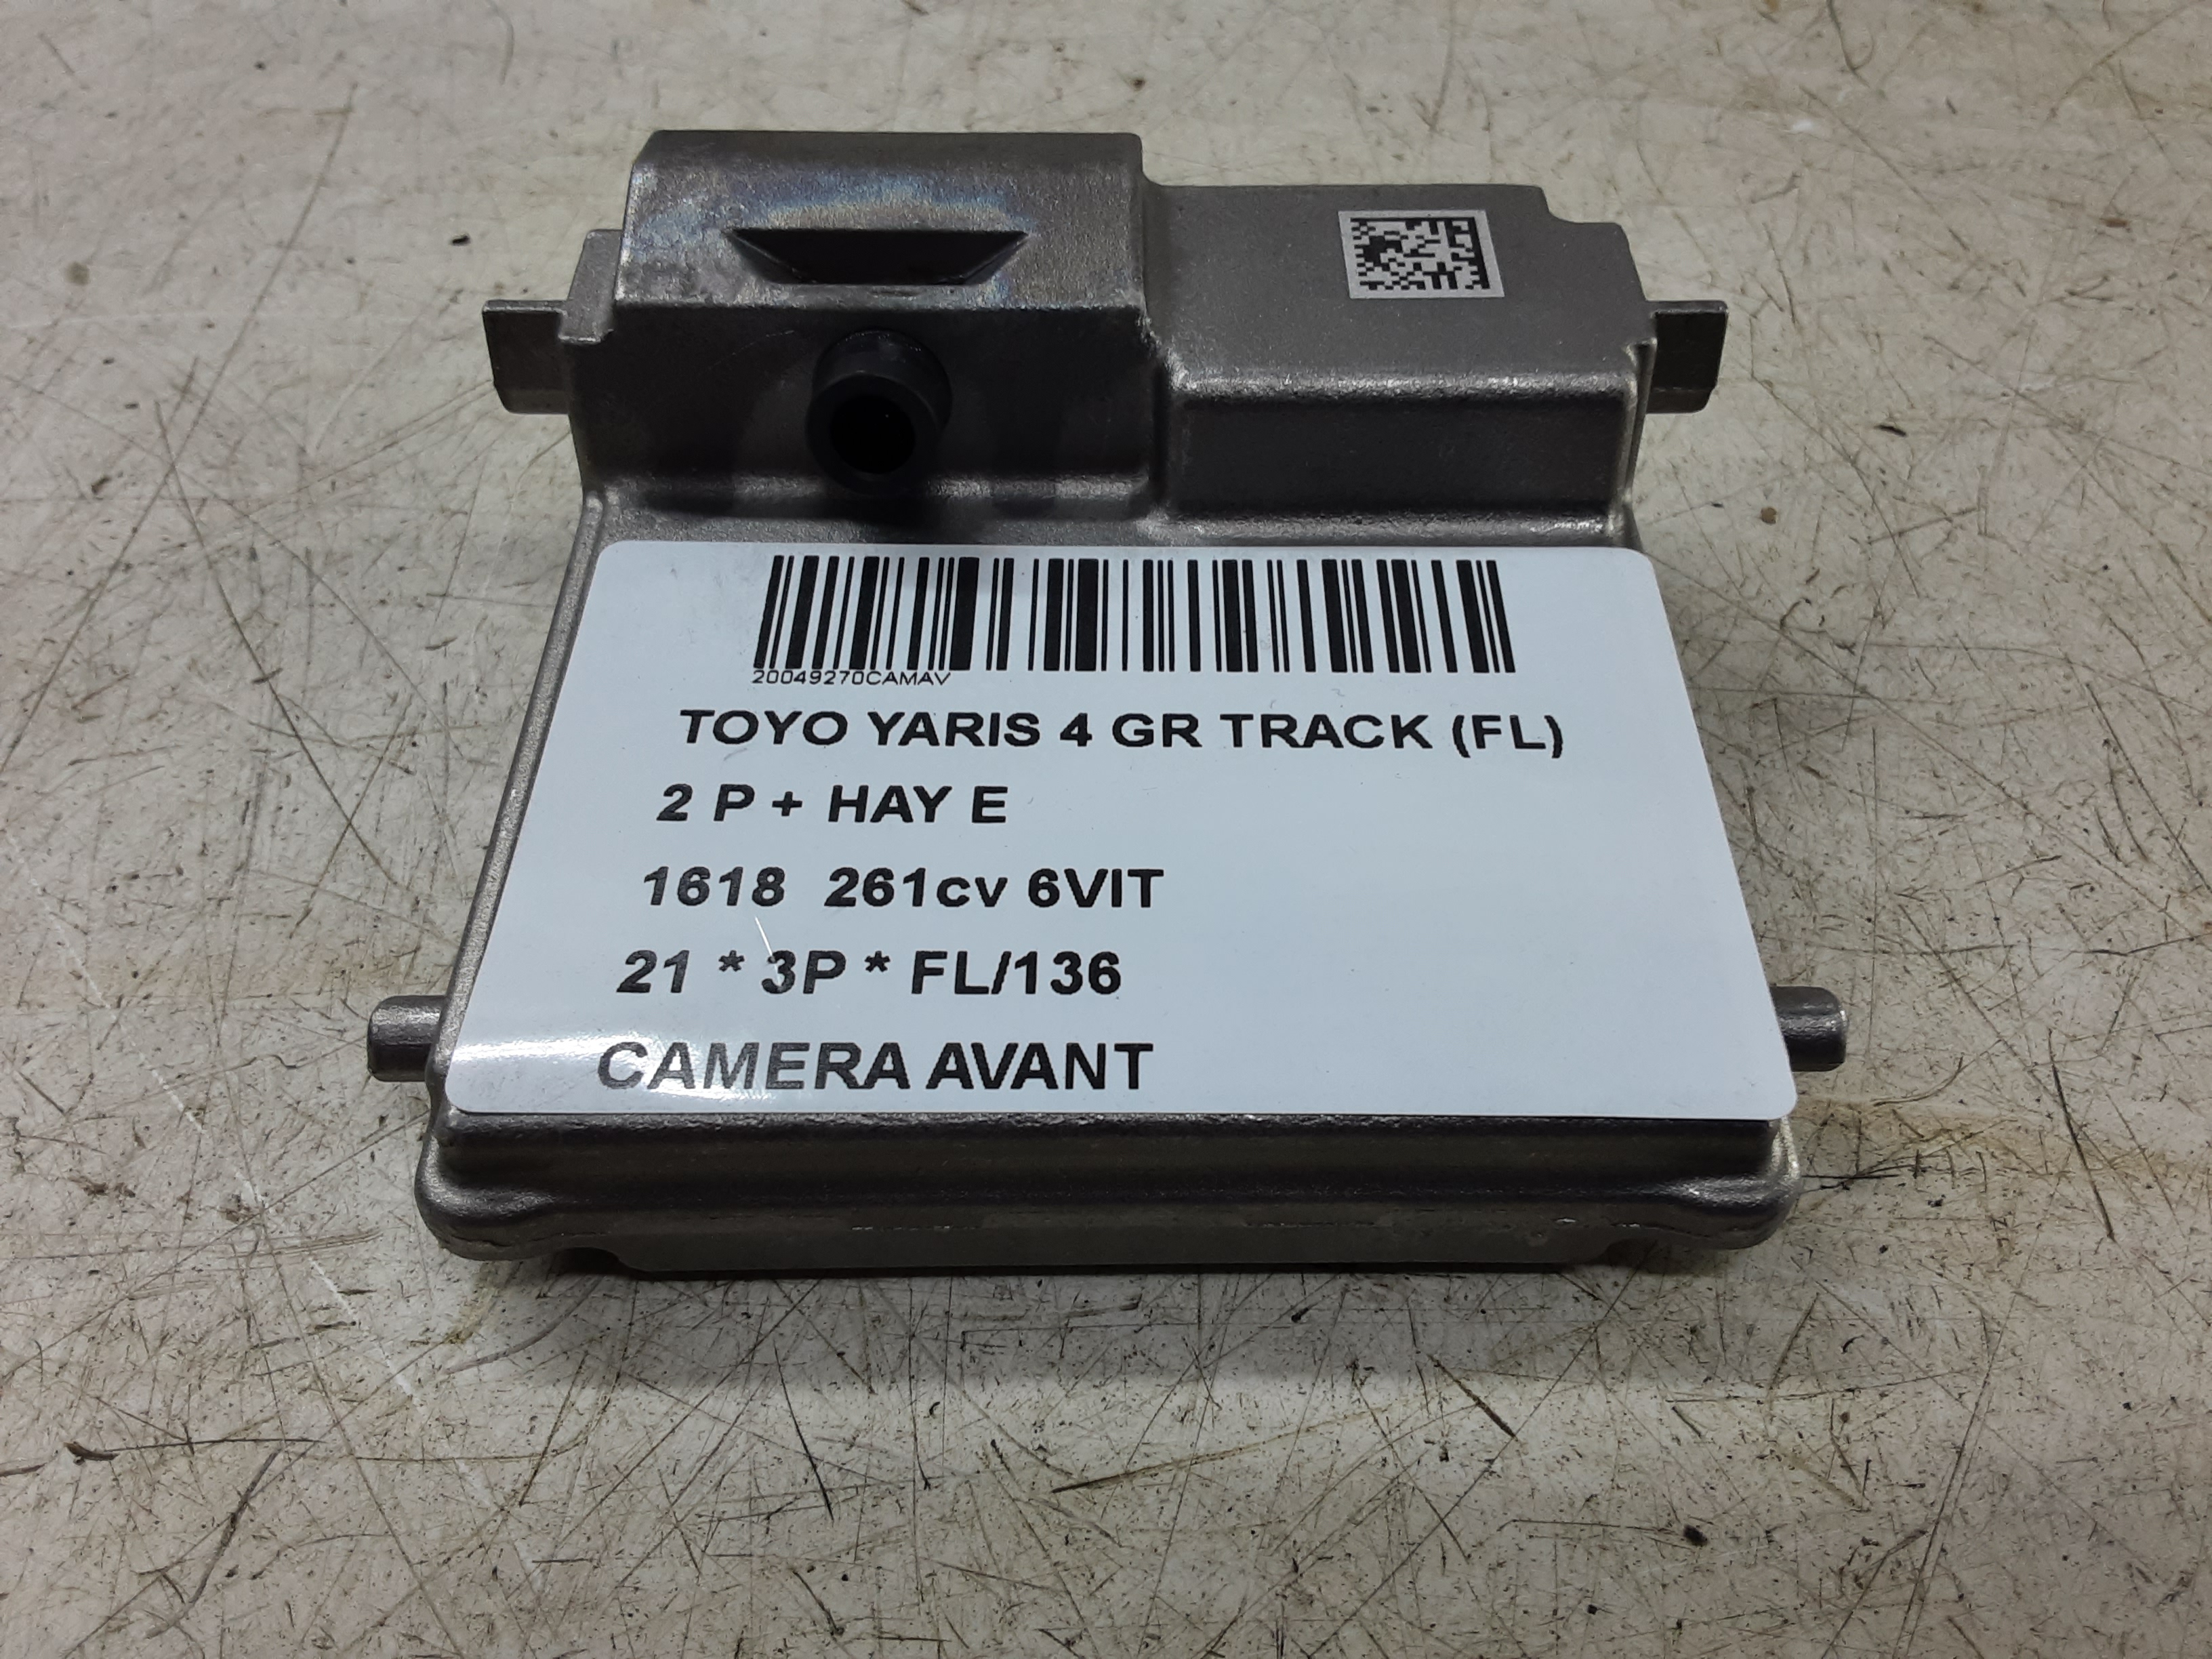 20049270CAMAV
TOYO YARIS 4 GR TRACK (FL)
2 P + HAY E
1618 261cv 6VIT
21 * 3P * FL/136
CAMERA AVANT